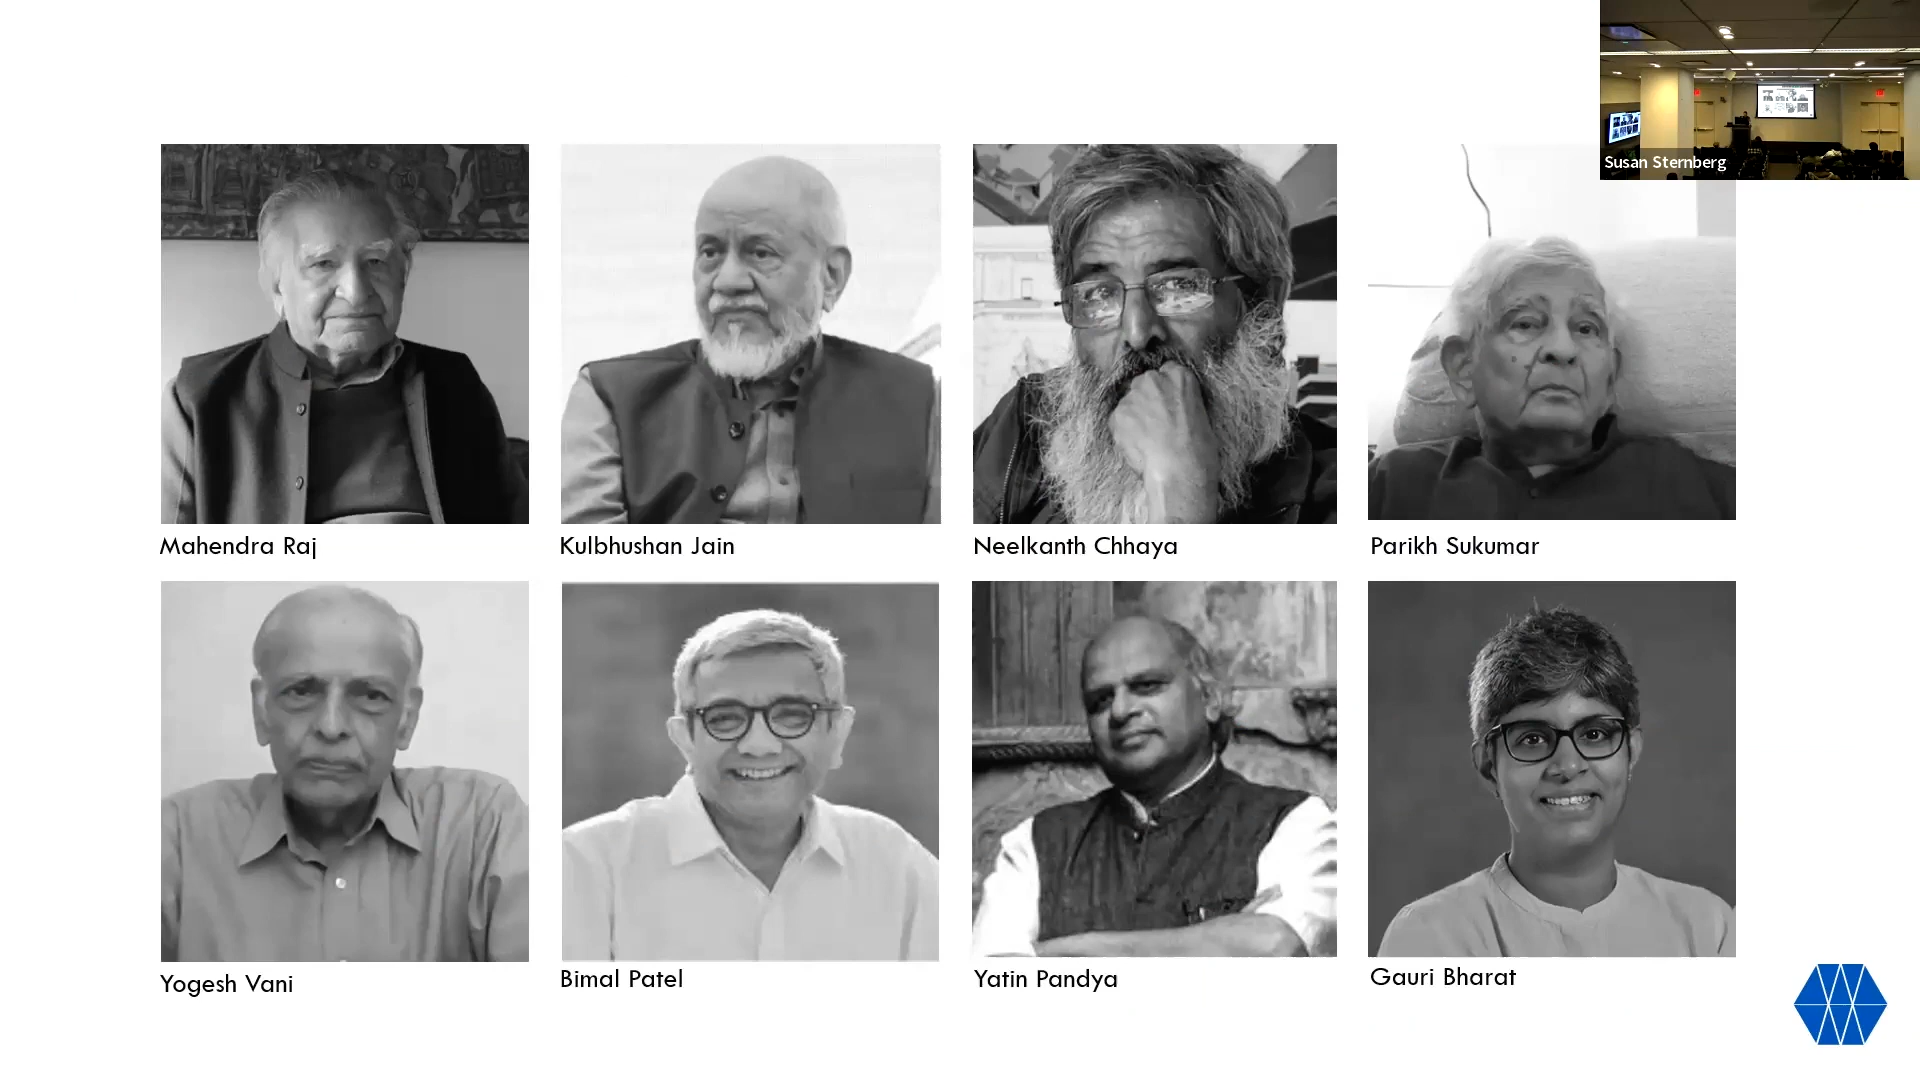 Susan Sternberg
Mahendra Raj
Kulbhushan Jain
Neelkanth Chhaya
Parikh Sukumar
Yogesh Vani
Bimal Patel
Yatin Pandya
Gauri Bharat